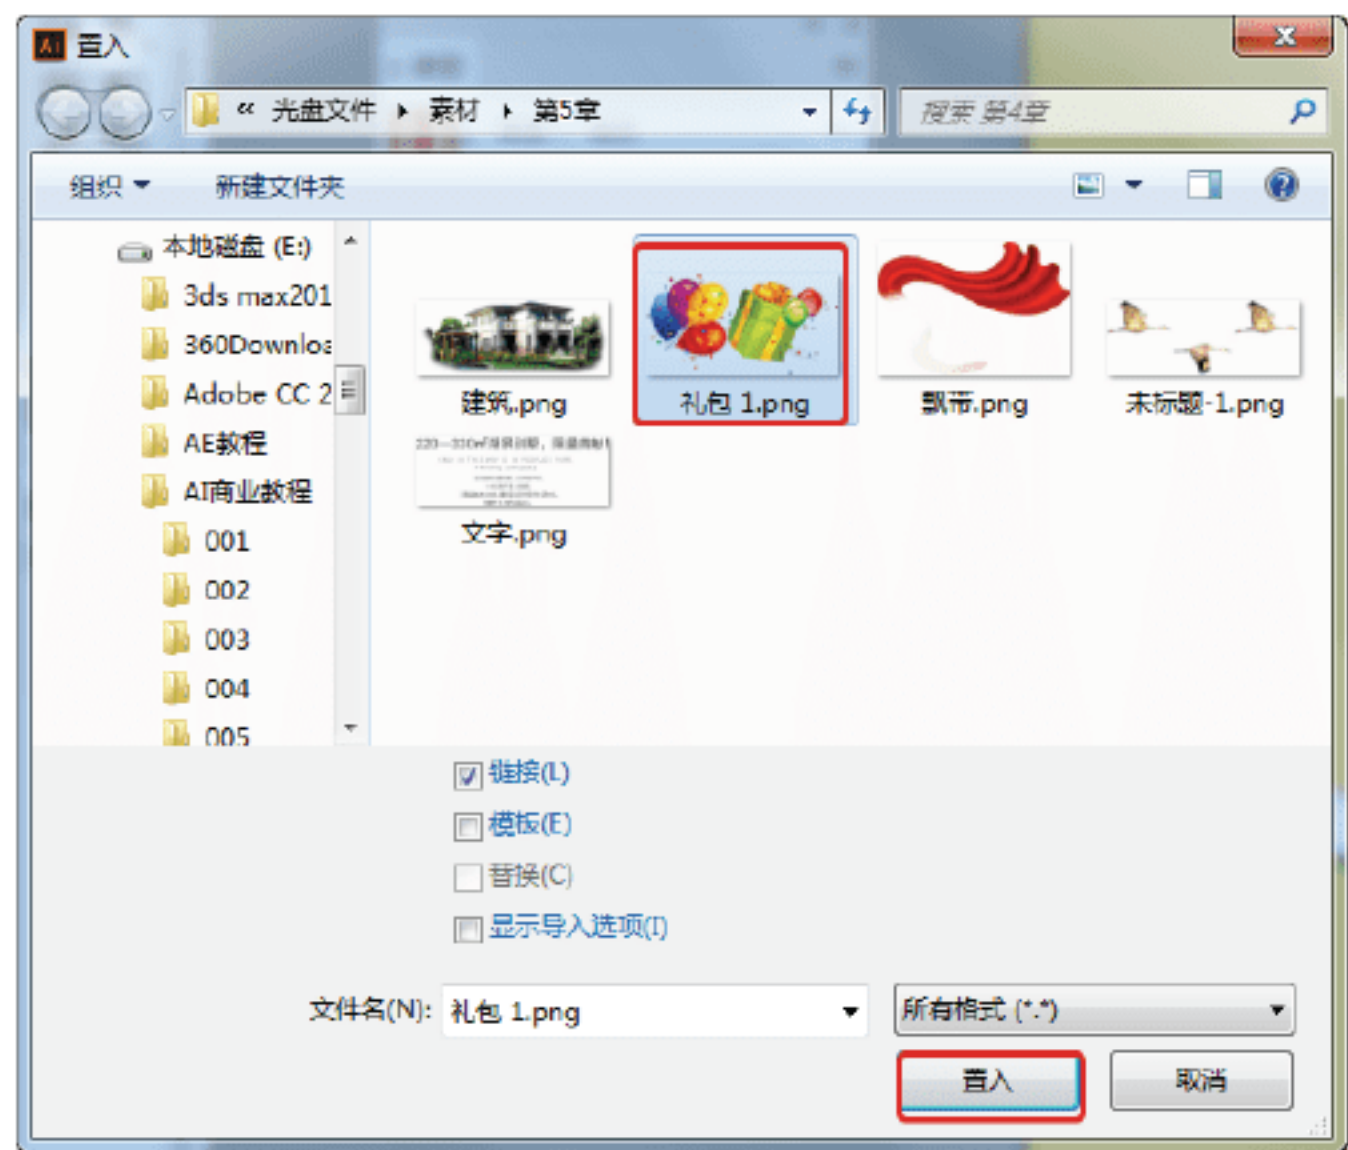 Ai 置入
« 光盘文件 ▸ 素材 ▸ 第5章
搜索 第4章
组织 新建文件夹
本地磁盘 (E:)
3ds max201
360Downloa
Adobe CC 2
AE教程
AI商业教程
001
002
003
004
005
建筑.png
礼包 1.png
飘带.png
未标题-1.png
文字.png
链接(L)
模板(E)
替换(C)
显示导入选项(I)
文件名(N): 礼包 1.png 所有格式 (*.*)
置入 取消